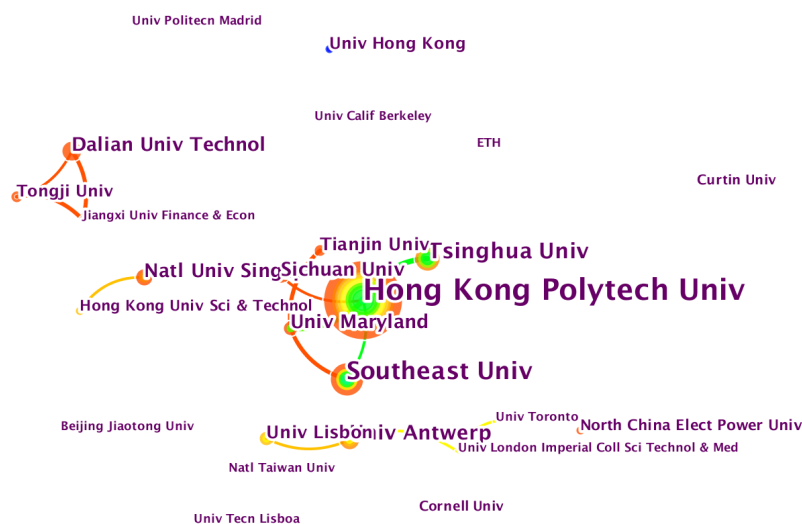 Univ Politecn Madrid
Univ Hong Kong
Univ Calif Berkeley
ETH
Dalian Univ Technol
Curtin Univ
Tongji Univ
Jiangxi Univ Finance & Econ
Tianjin Univ
Tsinghua Univ
Natl Univ Sing
Sichuan Univ
Hong Kong Polytech Univ
Hong Kong Univ Sci & Technol
Univ Maryland
Southeast Univ
Univ Toronto
Beijing Jiaotong Univ
North China Elect Power Univ
Univ Lisbon
Univ Antwerp
Univ London Imperial Coll Sci Technol & Med
Natl Taiwan Univ
Cornell Univ
Univ Tecn Lisboa